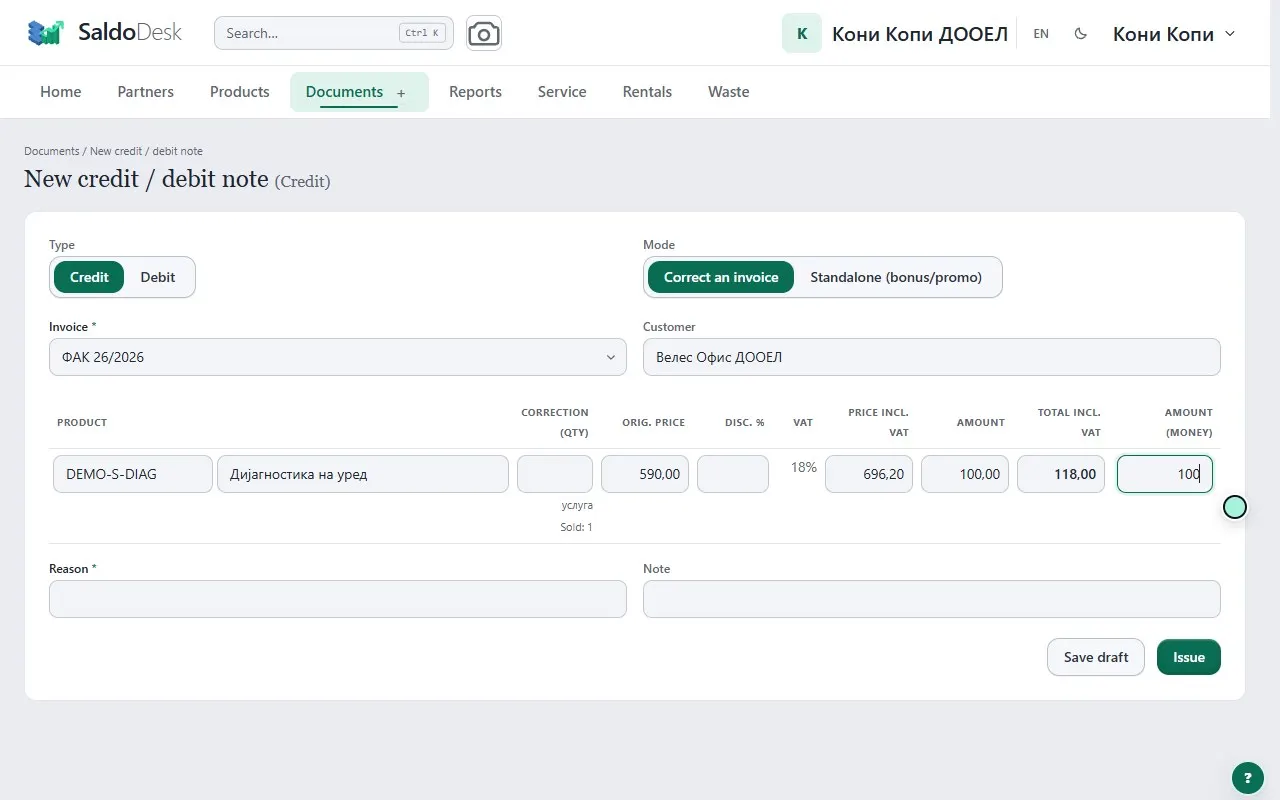 SaldoDesk
Search... Ctrl K
К Кони Копи ДООЕЛ EN Кони Копи
Home Partners Products Documents + Reports Service Rentals Waste
Documents / New credit / debit note
New credit / debit note (Credit)
Type Mode
Credit Debit Correct an invoice Standalone (bonus/promo)
Invoice * Customer
ФАК 26/2026 Велес Офис ДООЕЛ
PRODUCT CORRECTION (QTY) ORIG. PRICE DISC. % VAT PRICE INCL. VAT AMOUNT TOTAL INCL. VAT AMOUNT (MONEY)
DEMO-S-DIAG Дијагностика на уред 590,00 18% 696,20 100,00 118,00 100
услуга
Sold: 1
Reason * Note
Save draft Issue
?